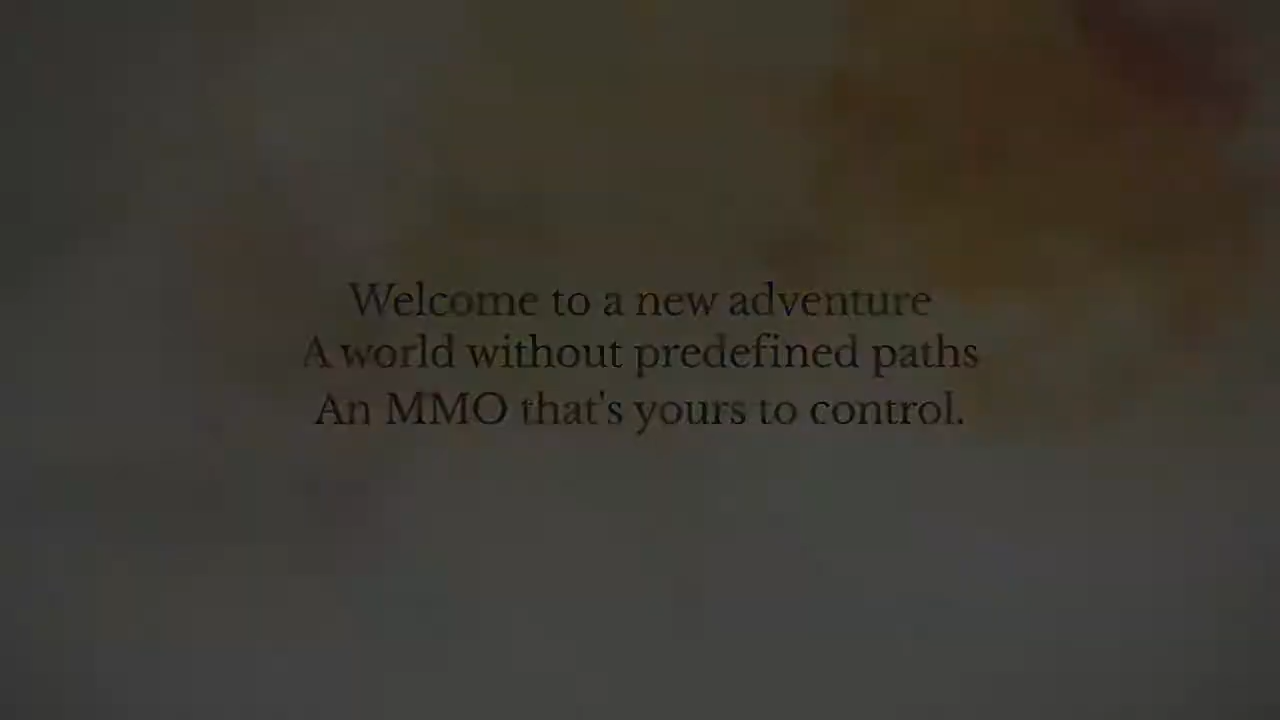 Welcome to a new adventure
A world without predefined paths
An MMO that's yours to control.